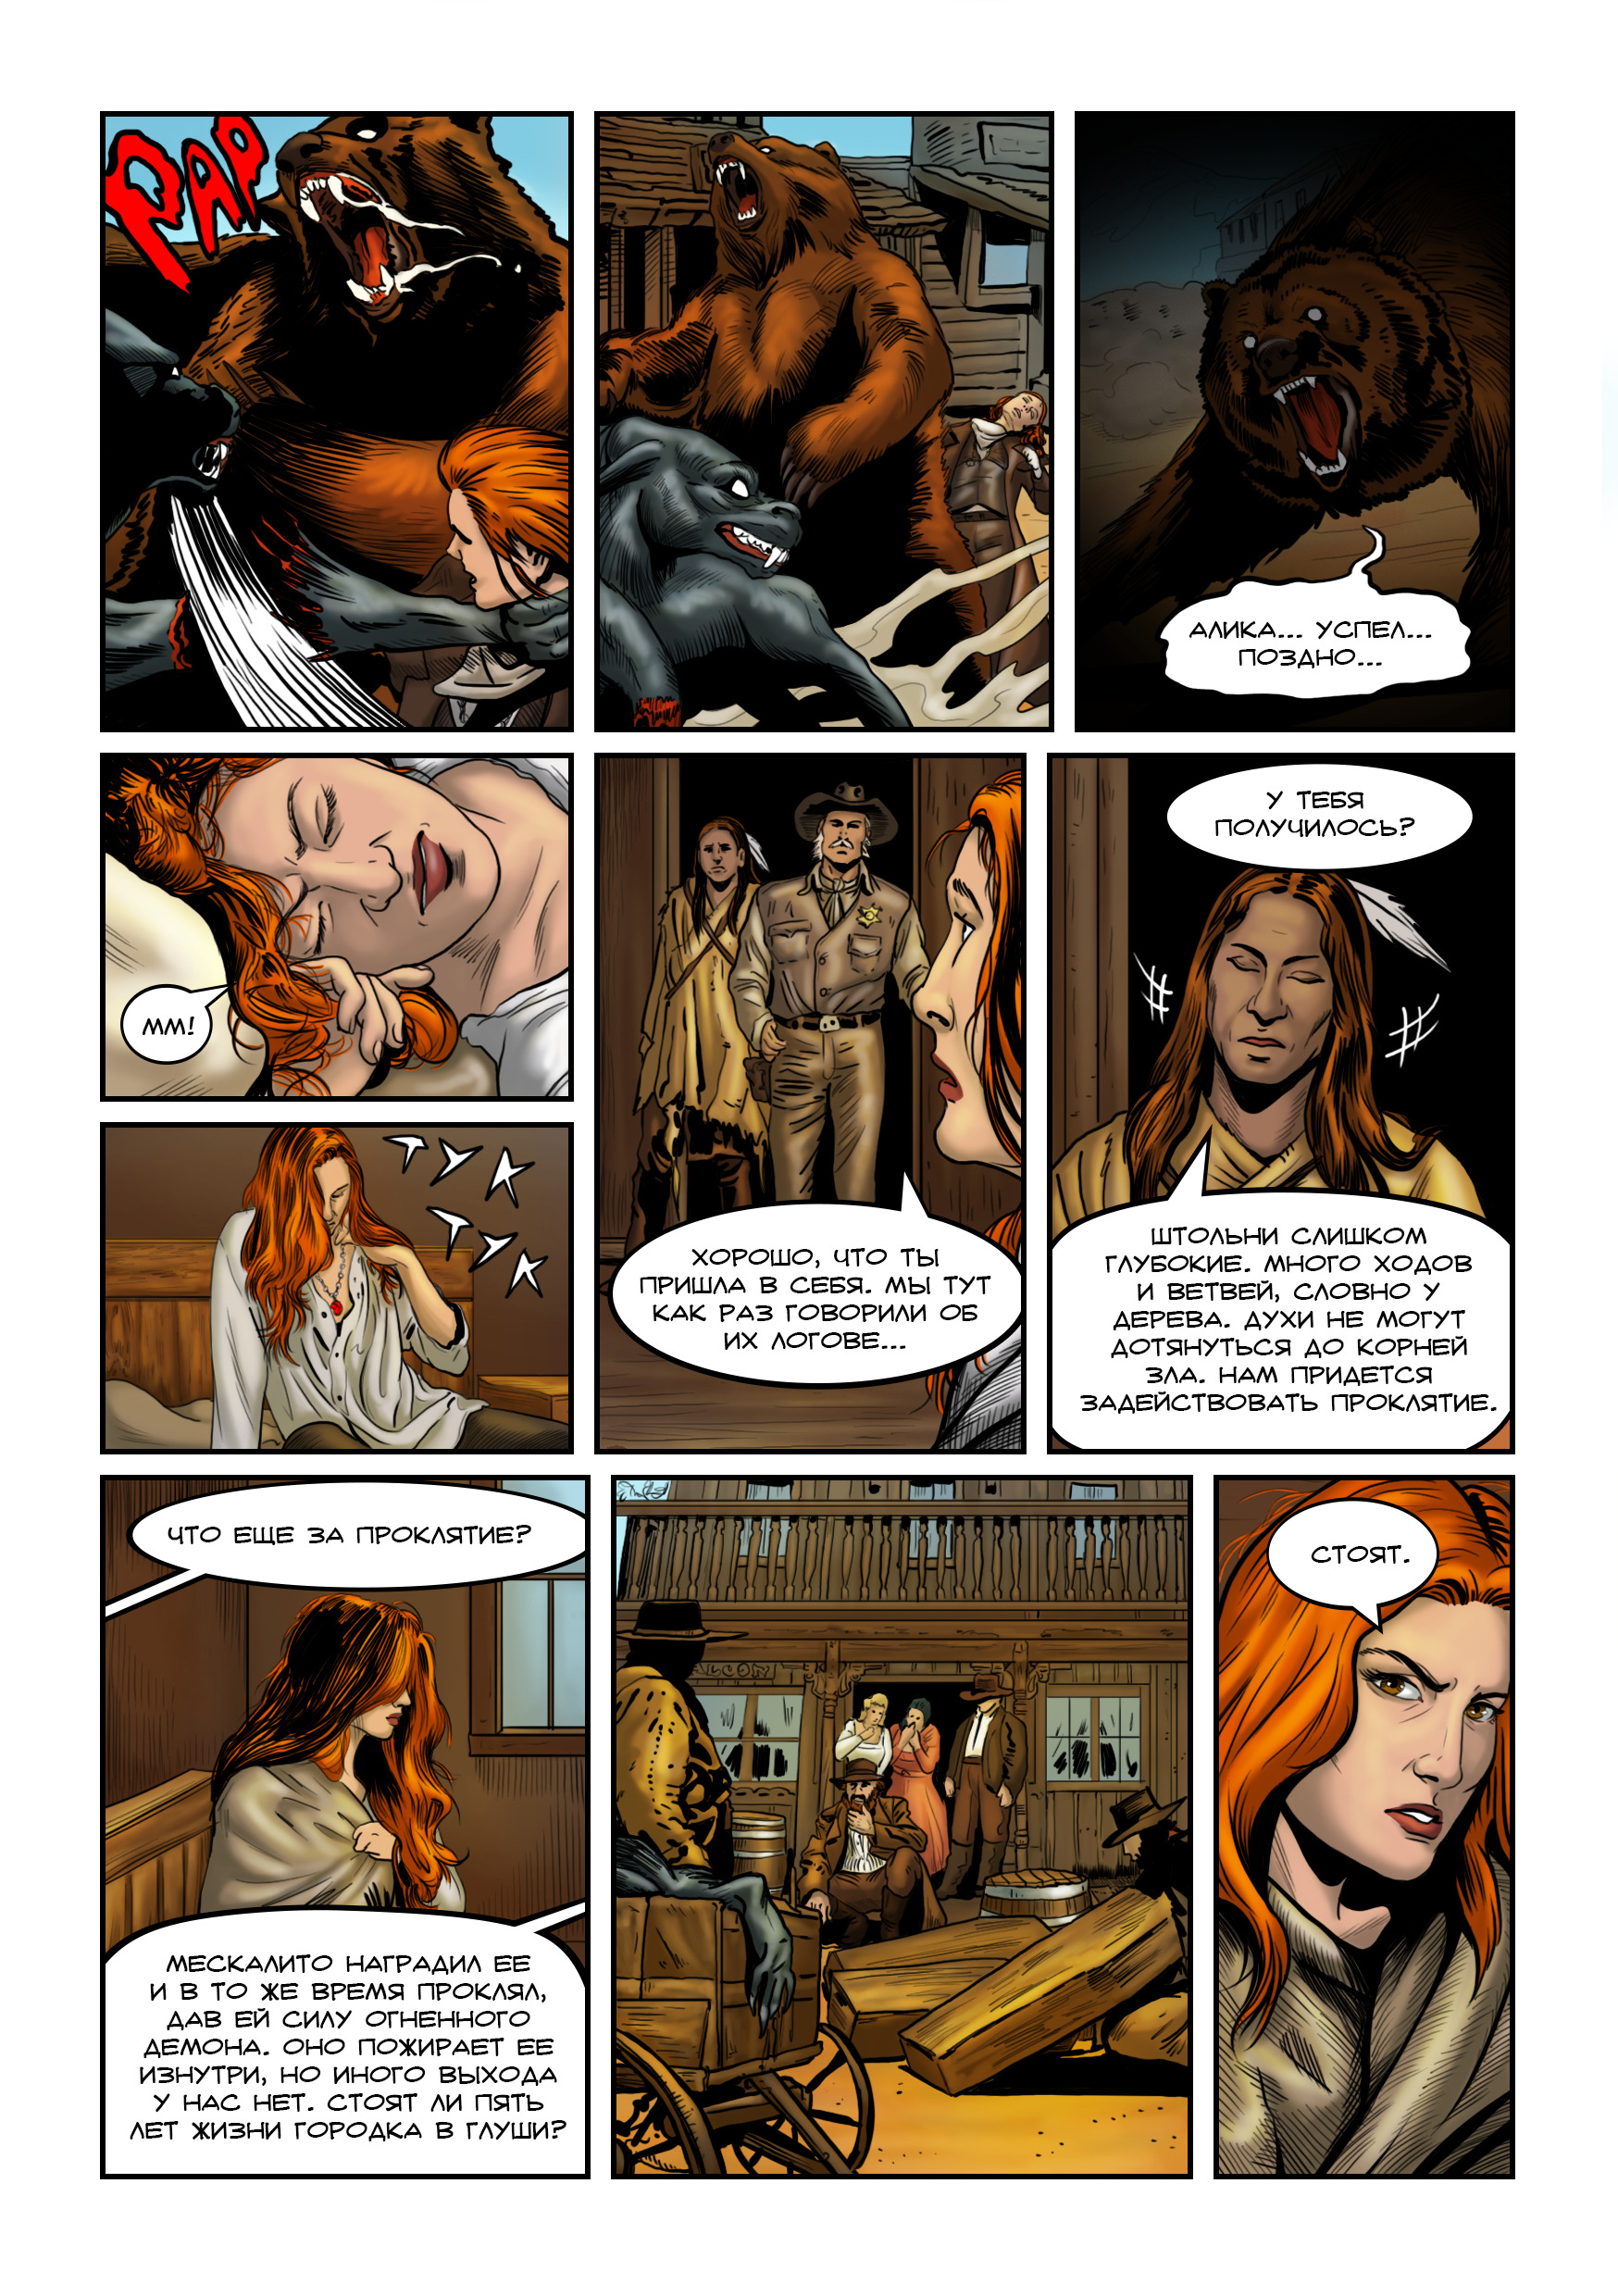 РАР
АЛИКА... УСПЕЛ...
ПОЗДНО...
ММ!
ТУК
ТУК
ХОРОШО, ЧТО ТЫ
ПРИШЛА В СЕБЯ. МЫ ТУТ
КАК РАЗ ГОВОРИЛИ ОБ
ИХ ЛОГОВЕ...
У ТЕБЯ
ПОЛУЧИЛОСЬ?
ШТОЛЬНИ СЛИШКОМ
ГЛУБОКИЕ. МНОГО ХОДОВ
И ВЕТВЕЙ, СЛОВНО У
ДЕРЕВА. ДУХИ НЕ МОГУТ
ДОТЯНУТЬСЯ ДО КОРНЕЙ
ЗЛА. НАМ ПРИДЕТСЯ
ЗАДЕЙСТВОВАТЬ ПРОКЛЯТИЕ.
ЧТО ЕЩЕ ЗА ПРОКЛЯТИЕ?
МЕСКАЛИТО НАГРАДИЛ ЕЕ
И В ТО ЖЕ ВРЕМЯ ПРОКЛЯЛ,
ДАВ ЕЙ СИЛУ ОГНЕННОГО
ДЕМОНА. ОНО ПОЖИРАЕТ ЕЕ
ИЗНУТРИ, НО ИНОГО ВЫХОДА
У НАС НЕТ. СТОЯТ ЛИ ПЯТЬ
ЛЕТ ЖИЗНИ ГОРОДКА В ГЛУШИ?
СТОЯТ.